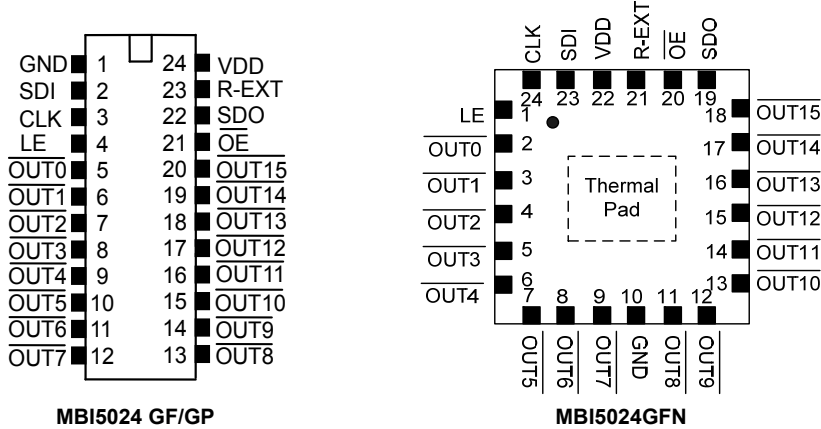 GND 1 24 VDD
SDI 2 23 R-EXT
CLK 3 22 SDO
LE 4 21 OE
OUT0 5 20 OUT15
OUT1 6 19 OUT14
OUT2 7 18 OUT13
OUT3 8 17 OUT12
OUT4 9 16 OUT11
OUT5 10 15 OUT10
OUT6 11 14 OUT9
OUT7 12 13 OUT8
MBI5024 GF/GP
CLK SDI VDD R-EXT OE SDO
24 23 22 21 20 19
LE 1 18 OUT15
OUT0 2 17 OUT14
OUT1 3 16 OUT13
OUT2 4 15 OUT12
OUT3 5 14 OUT11
OUT4 6 13 OUT10
Thermal
Pad
7 8 9 10 11 12
OUT5 OUT6 OUT7 GND OUT8 OUT9
MBI5024GFN